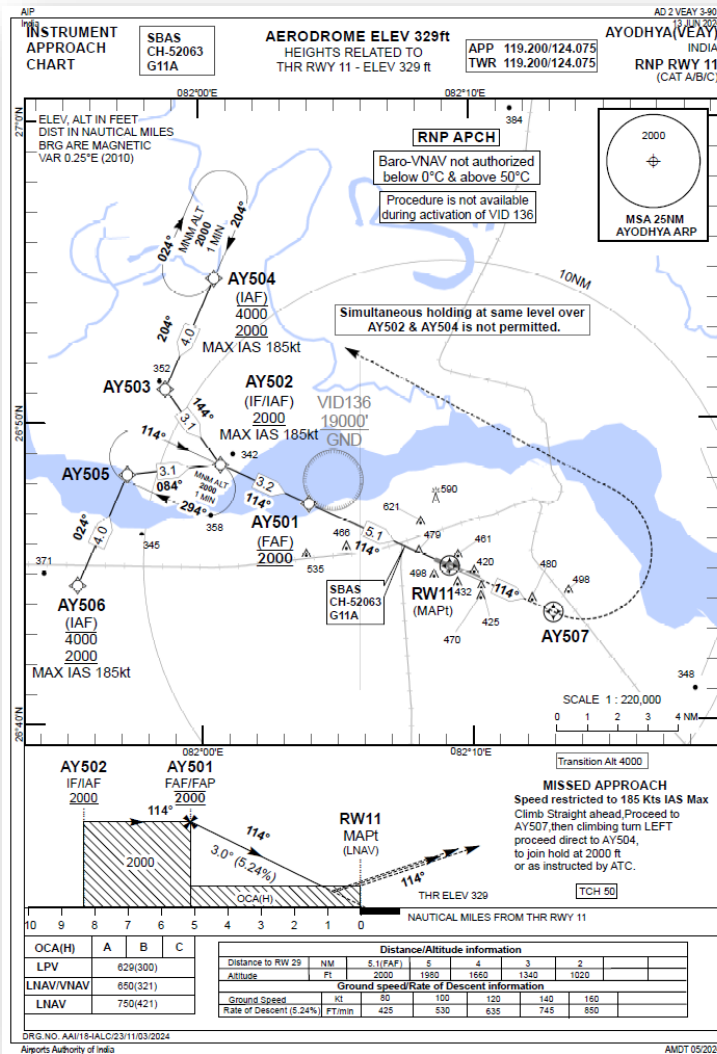 AIP
India
AD 2 VEAY 3-90
INSTRUMENT
APPROACH
CHART
SBAS
CH-52063
G11A
AERODROME ELEV 329ft
HEIGHTS RELATED TO
THR RWY 11 - ELEV 329 ft
APP 119.200/124.075
TWR 119.200/124.075
AYODHYA(VEAY)
INDIA
RNP RWY 11
(CAT A/B/C)
082°00'E
082°10'E
27°0'N
ELEV, ALT IN FEET
DIST IN NAUTICAL MILES
BRG ARE MAGNETIC
VAR 0.25°E (2010)
384
RNP APCH
Baro-VNAV not authorized
below 0°C & above 50°C
Procedure is not available
during activation of VID 136
2000
MSA 25NM
AYODHYA ARP
024°
MNM ALT
2000
1 MIN
204°
AY504
(IAF)
4000
2000
MAX IAS 185kt
10NM
Simultaneous holding at same level over
AY502 & AY504 is not permitted.
204°
4.0
352
AY503
144°
3.1
AY502
(IF/IAF)
2000
MAX IAS 185kt
VID136
19000'
GND
26°50'N
114°
342
AY505
3.1
084°
MNM ALT
2000
1 MIN
294°
358
3.2
114°
AY501
(FAF)
2000
5.1
114°
590
621
479
466
535
461
420
498
432
425
470
480
498
024°
4.0
345
371
AY506
(IAF)
4000
2000
MAX IAS 185kt
SBAS
CH-52063
G11A
RW11
(MAPt)
114°
AY507
348
SCALE 1 : 220,000
0 1 2 3 4 NM
26°40'N
082°00'E
082°10'E
Transition Alt 4000
AY502
IF/IAF
2000
AY501
FAF/FAP
2000
114°
2000
114°
3.0° (5.24%)
RW11
MAPt
(LNAV)
114°
OCA(H)
THR ELEV 329
MISSED APPROACH
Speed restricted to 185 Kts IAS Max
Climb Straight ahead,Proceed to
AY507,then climbing turn LEFT
proceed direct to AY504,
to join hold at 2000 ft
or as instructed by ATC.
TCH 50
10 9 8 7 6 5 4 3 2 1 0
NAUTICAL MILES FROM THR RWY 11
OCA(H) A B C
LPV 629(300)
LNAV/VNAV 650(321)
LNAV 750(421)
Distance/Altitude information
Distance to RW 29 NM 5.1(FAF) 5 4 3 2
Altitude Ft 2000 1980 1660 1340 1020
Ground speed/Rate of Descent information
Ground Speed Kt 80 100 120 140 160
Rate of Descent (5.24%) FT/min 425 530 635 745 850
DRG.NO. AAI/18-IALC/23/11/03/2024
Airports Authority of India